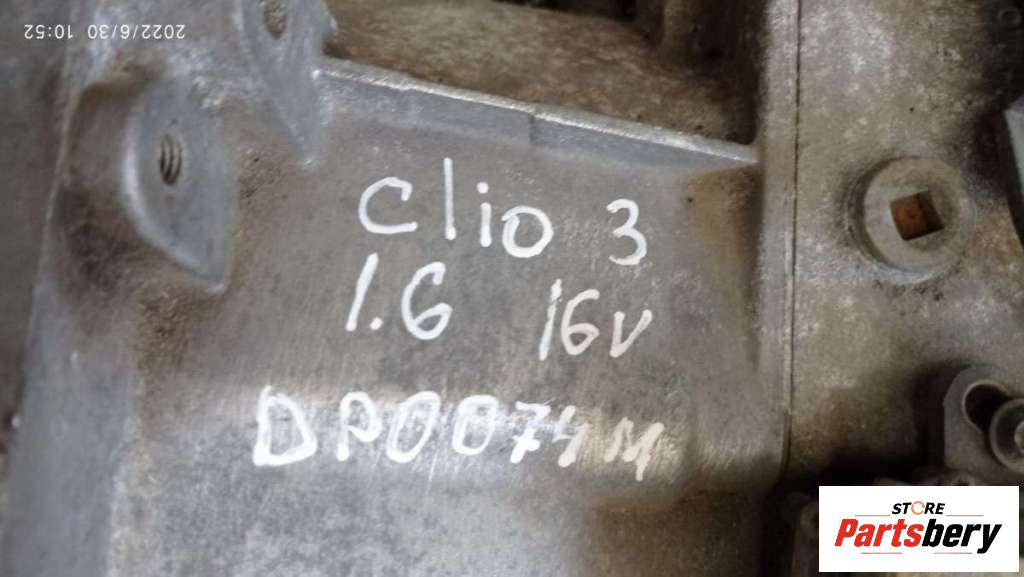 2022/6/30 10:52
Clio 3
1.6 16V
DP0074M
STORE
Partsbery